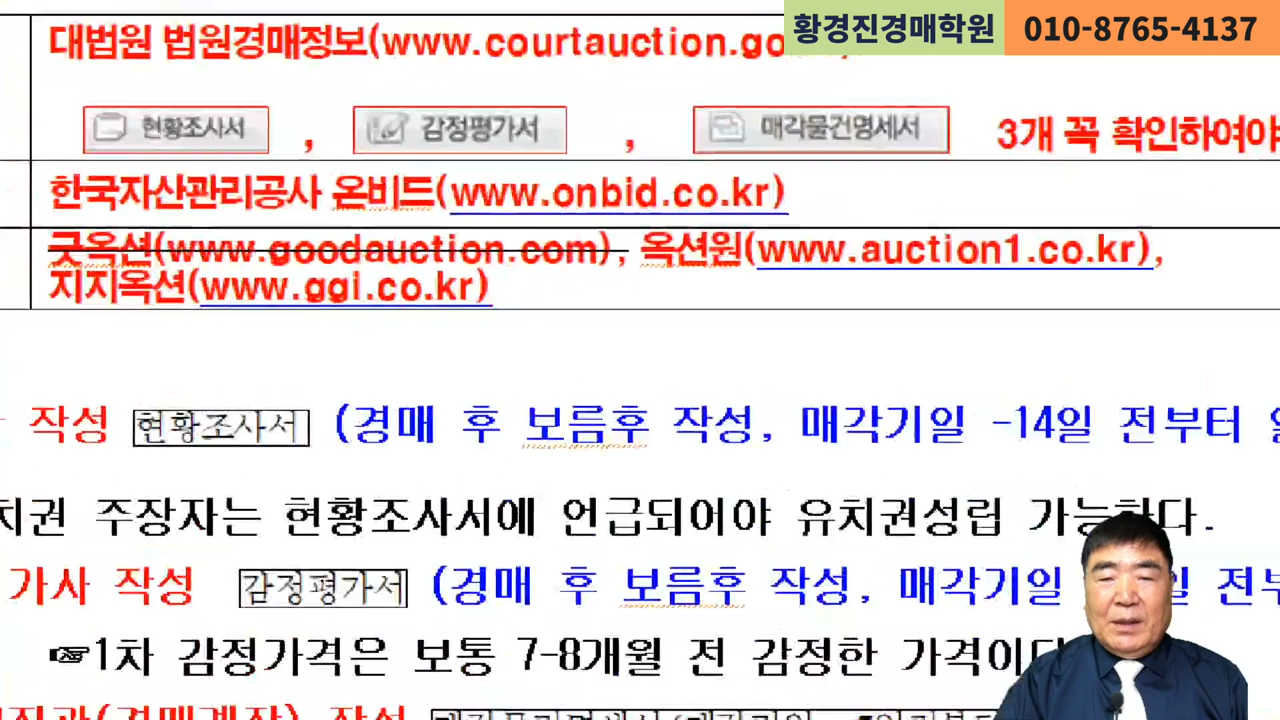 황경진경매학원 010-8765-4137
대법원 법원경매정보(www.courtauction.go
현황조사서 , 감정평가서 , 매각물건명세서 3개 꼭 확인하여야
한국자산관리공사 온비드(www.onbid.co.kr)
굿옥션(www.goodauction.com), 옥션원(www.auction1.co.kr),
지지옥션(www.ggi.co.kr)
작성 현황조사서 (경매 후 보름후 작성, 매각기일 -14일 전부터
치권 주장자는 현황조사서에 언급되어야 유치권성립 가능하다.
가사 작성 감정평가서 (경매 후 보름후 작성, 매각기일 일 전부
☞1차 감정가격은 보통 7-8개월 전 감정한 가격이다
작성